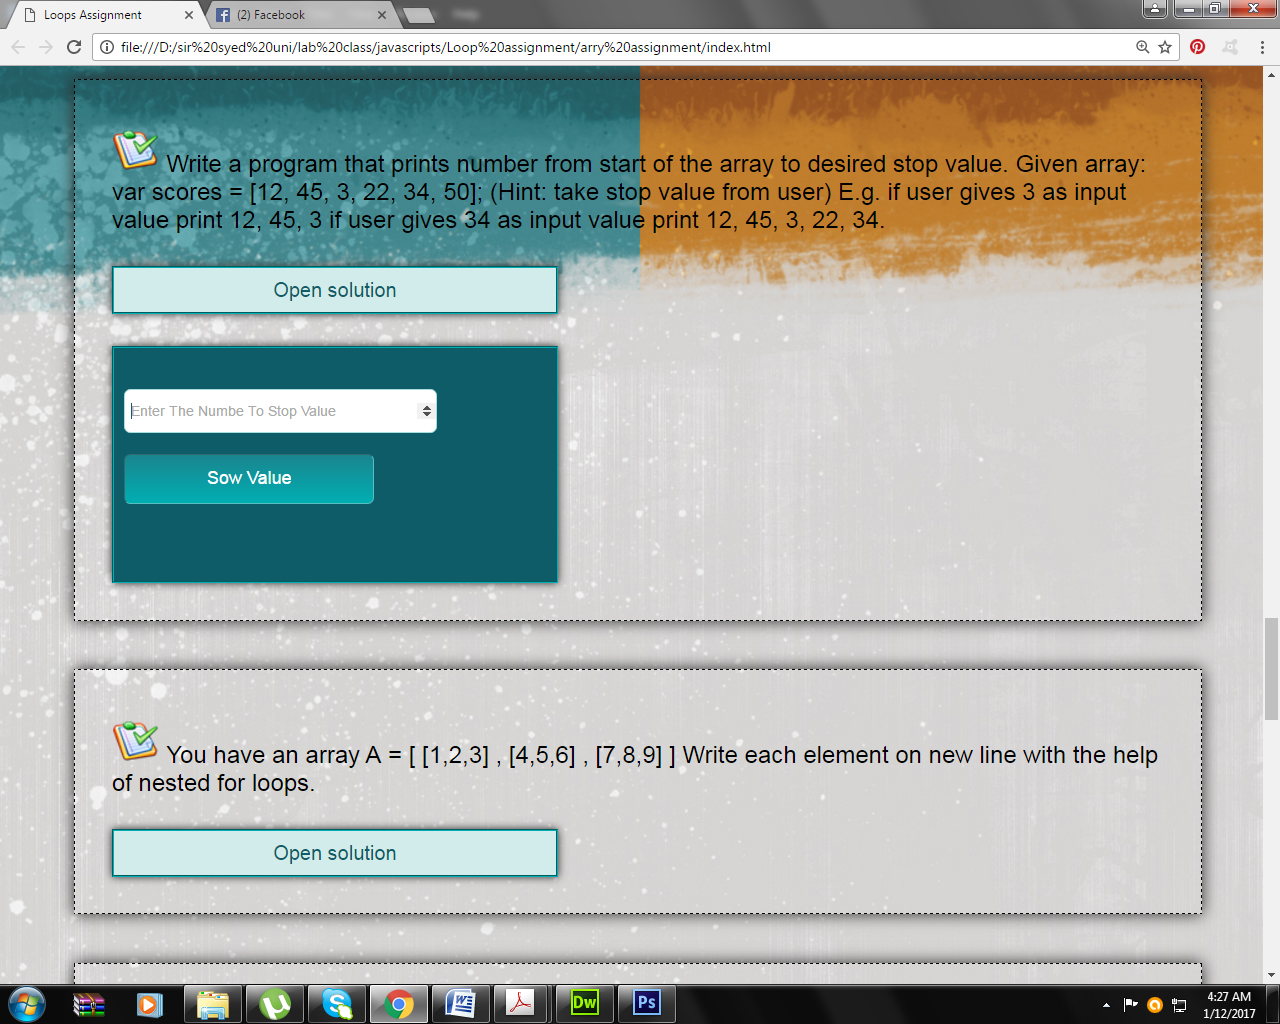 Loops Assignment
(2) Facebook
file:///D:/sir%20syed%20uni/lab%20class/javascripts/Loop%20assignment/arry%20assignment/index.html
Write a program that prints number from start of the array to desired stop value. Given array:
var scores = [12, 45, 3, 22, 34, 50]; (Hint: take stop value from user) E.g. if user gives 3 as input
value print 12, 45, 3 if user gives 34 as input value print 12, 45, 3, 22, 34.
Open solution
Enter The Numbe To Stop Value
Sow Value
You have an array A = [ [1,2,3] , [4,5,6] , [7,8,9] ] Write each element on new line with the help
of nested for loops.
Open solution
Dw
Ps
4:27 AM
1/12/2017